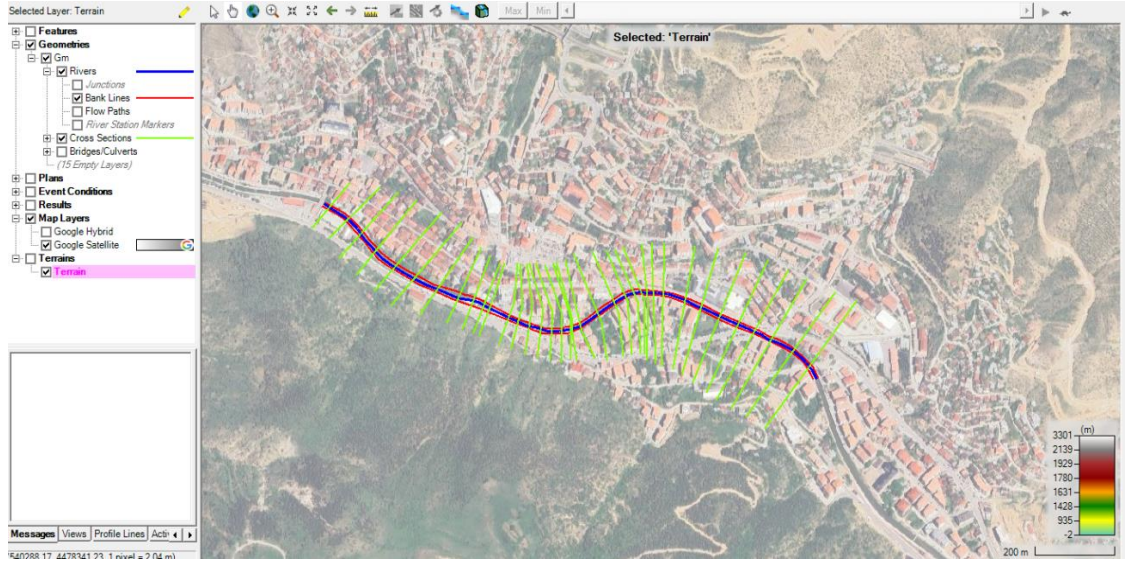 Selected Layer: Terrain
Max
Min
Features
Geometries
Gm
Rivers
Junctions
Bank Lines
Flow Paths
River Station Markers
Cross Sections
Bridges/Culverts
(15 Empty Layers)
Plans
Event Conditions
Results
Map Layers
Google Hybrid
Google Satellite
G
Terrains
Terrain
Selected: 'Terrain'
3301 (m)
2139
1929
1780
1631
1428
935
-2
200 m
Messages Views Profile Lines
540288.17, 4478341.23 1 pixel = 2.04 m)